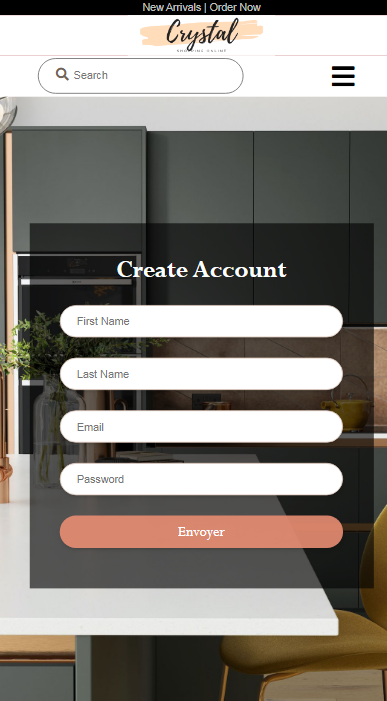 New Arrivals | Order Now
Crystal
SHOPPING ONLINE
Search
Create Account
First Name
Last Name
Email
Password
Envoyer